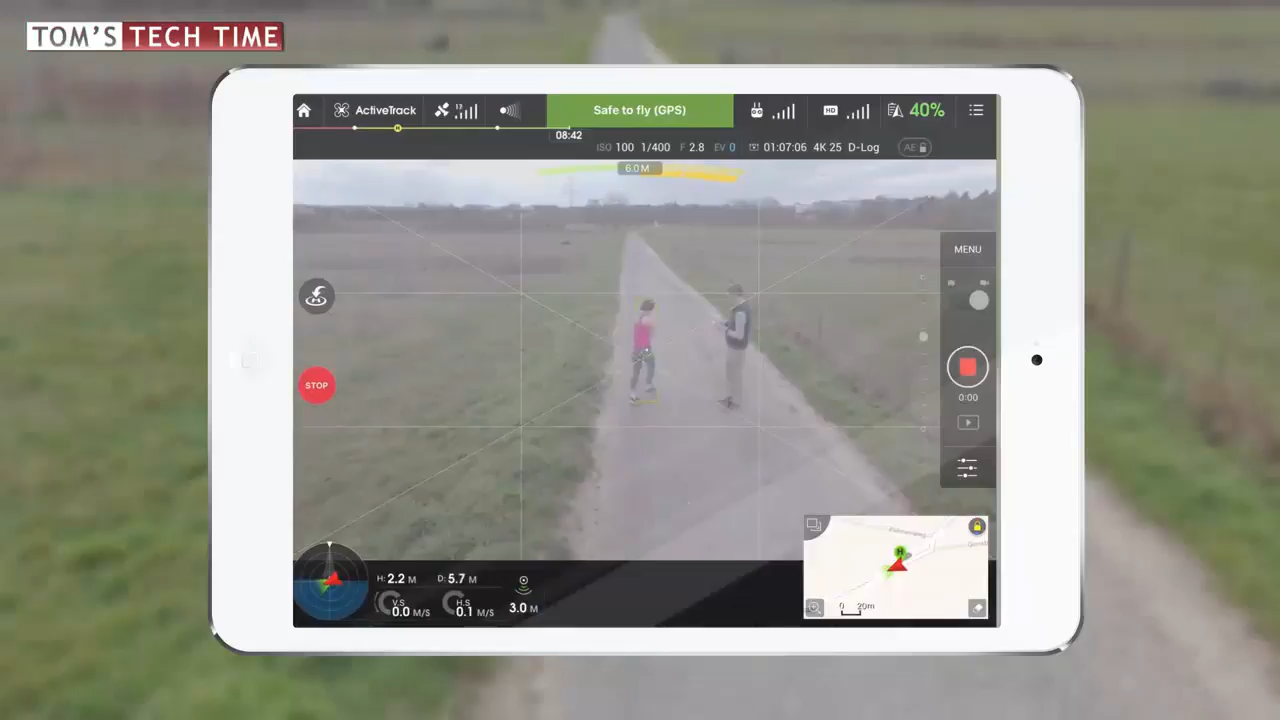 TOM'S TECH TIME
ActiveTrack
Safe to fly (GPS)
HD
40%
08:42
ISO 100 1/400 F 2.8 EV 0 01:07:06 4K 25 D-Log AE
6.0 M
MENU
H
STOP
0:00
H
H: 2.2 M D: 5.7 M
V.S 0.0 M/S H.S 0.1 M/S 3.0 M
0 20m